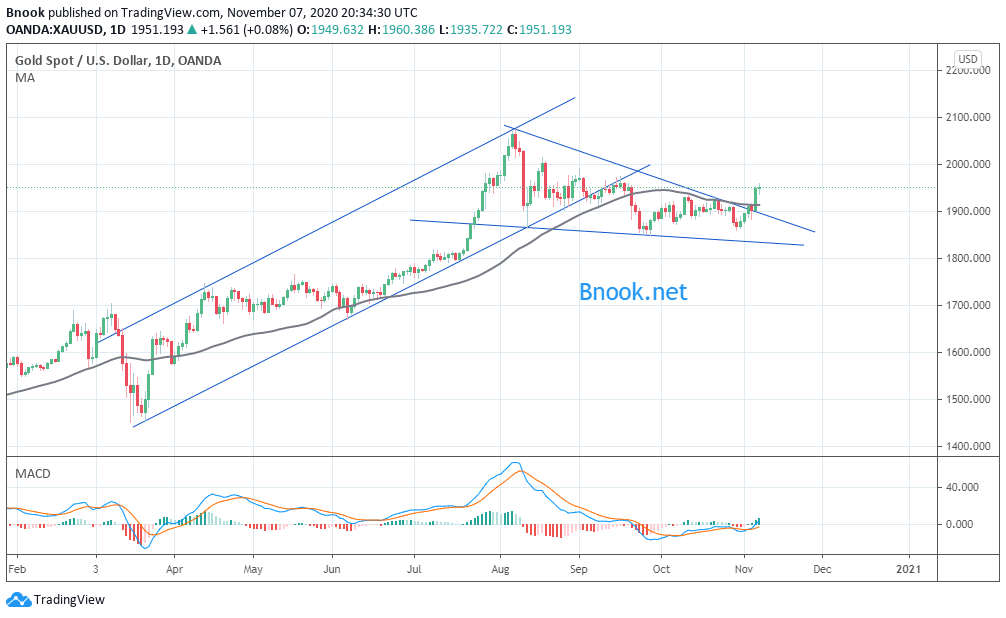 Bnook published on TradingView.com, November 07, 2020 20:34:30 UTC
OANDA:XAUUSD, 1D 1951.193 ▲ +1.561 (+0.08%) O:1949.632 H:1960.386 L:1935.722 C:1951.193
Gold Spot / U.S. Dollar, 1D, OANDA
MA
USD
2200.000
2100.000
2000.000
1900.000
1800.000
1700.000
1600.000
1500.000
1400.000
Bnook.net
MACD
40.000
0.000
Feb 3 Apr May Jun Jul Aug Sep Oct Nov Dec 2021
TradingView